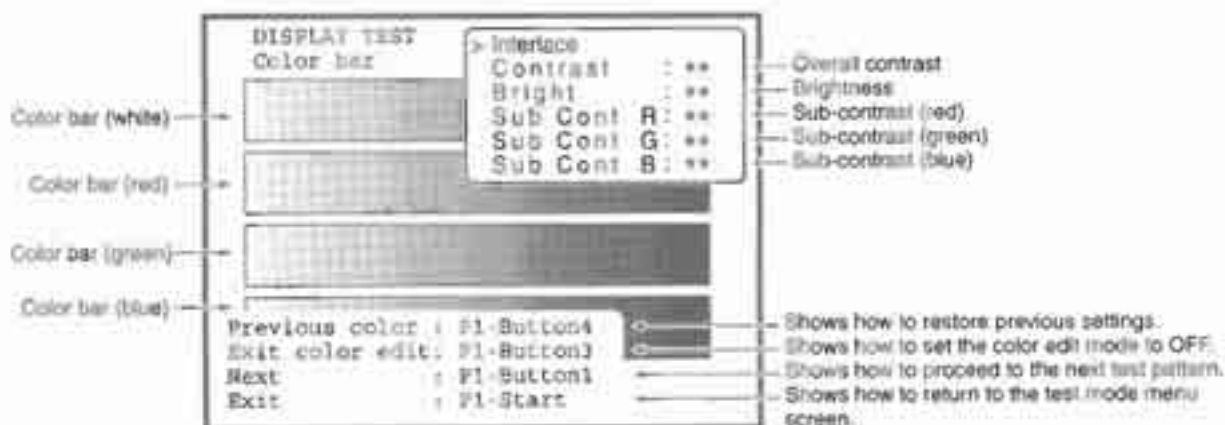 DISPLAY TEST
Color bar
> Interlace
Contrast : **
Bright : **
Sub Cont R: **
Sub Cont G: **
Sub Cont B: **
Overall contrast
Brightness
Sub-contrast (red)
Sub-contrast (green)
Sub-contrast (blue)
Color bar (white)
Color bar (red)
Color bar (green)
Color bar (blue)
Previous color : P1-Button4
Exit color edit: P1-Button3
Next : P1-Button1
Exit : P1-Start
Shows how to restore previous settings.
Shows how to set the color edit mode to OFF.
Shows how to proceed to the next test pattern.
Shows how to return to the test mode menu
screen.